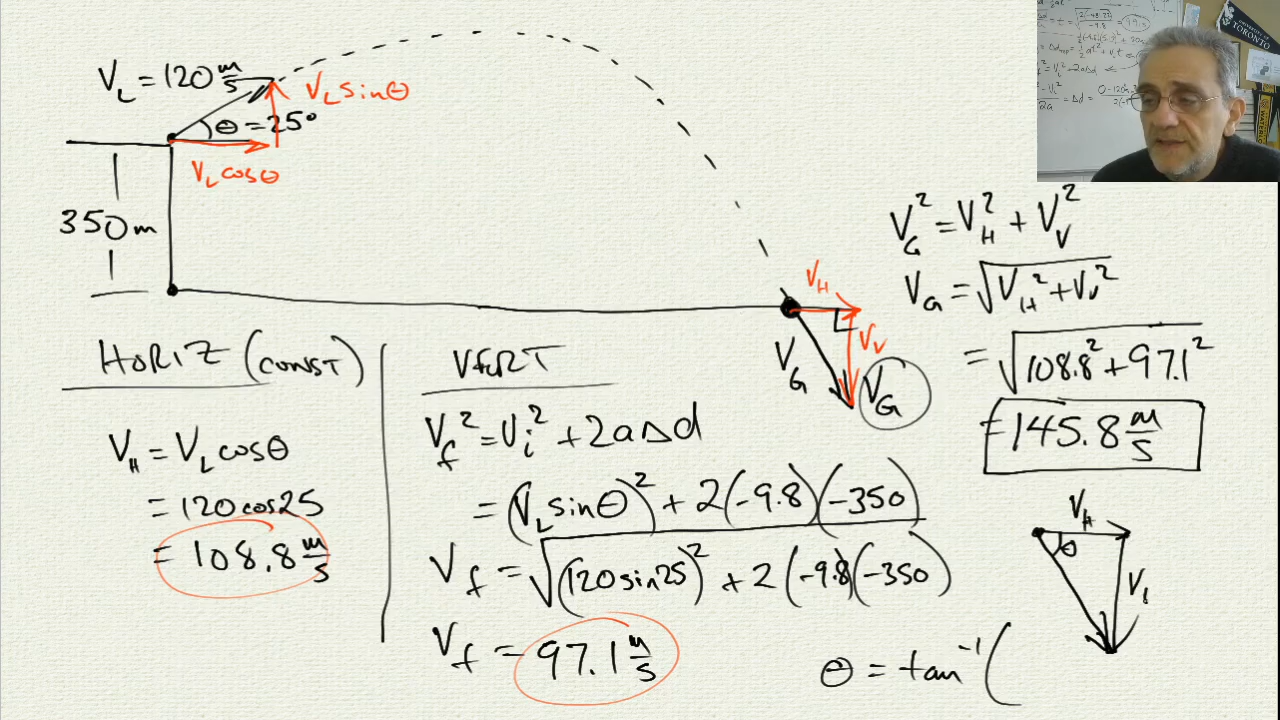 V_L = 120 m/s
V_L sinθ
θ = 25°
V_L cosθ
350m
V_H
V_V
V_G
V_G
V_G² = V_H² + V_V²
V_G = √(V_H² + V_V²)
= √(108.8² + 97.1²)
= 145.8 m/s
HORIZ (CONST)
V_H = V_L cosθ
= 120 cos25
= 108.8 m/s
VERT
V_f² = V_i² + 2aΔd
= (V_L sinθ)² + 2(-9.8)(-350)
V_f = √((120 sin25)² + 2(-9.8)(-350))
V_f = 97.1 m/s
V_H
θ
θ = tan⁻¹(
TORONTO